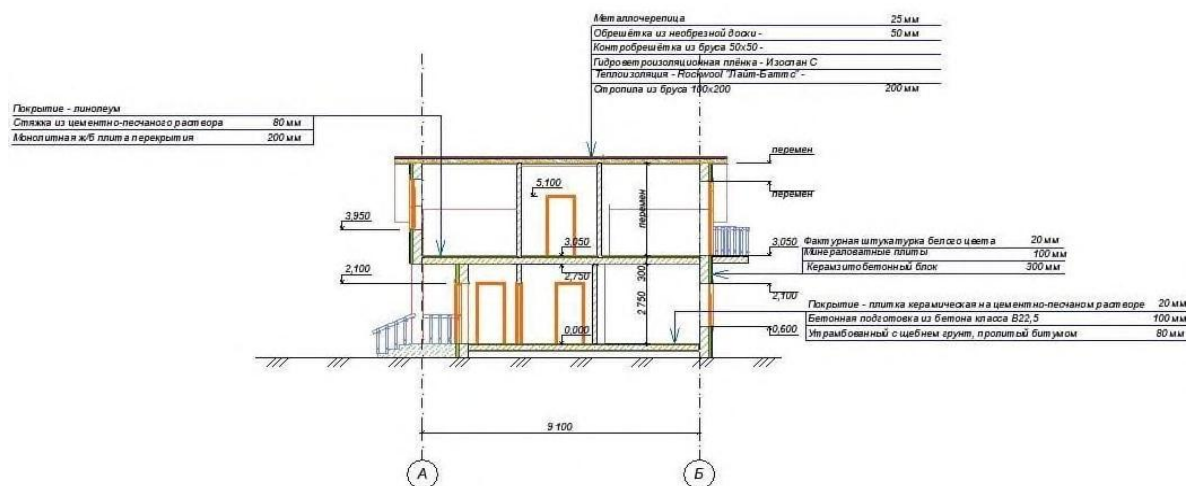 Металлочерепица 25 мм
Обрешётка из необрезной доски - 50 мм
Контробрешётка из бруса 50х50 -
Гидроветроизоляционная плёнка - Изоспан С
Теплоизоляция - Rockwool "Лайт-Баттс" -
Стропила из бруса 100х200 200 мм
Покрытие - линолеум
Стяжка из цементно-песчаного раствора 80 мм
Монолитная ж/б плита перекрытия 200 мм
перемен
5,100
перемен
перемен
3,950
3,050
3,050
Фактурная штукатурка белого цвета 20 мм
Минераловатные плиты 100 мм
Керамзитобетонный блок 300 мм
2,100
2,750
300
2,100
2 750
Покрытие - плитка керамическая на цементно-песчаном растворе 20 мм
Бетонная подготовка из бетона класса В22,5 100 мм
Утрамбованный с щебнем грунт, пролитый битумом 80 мм
0,000
0,600
9 100
А
Б